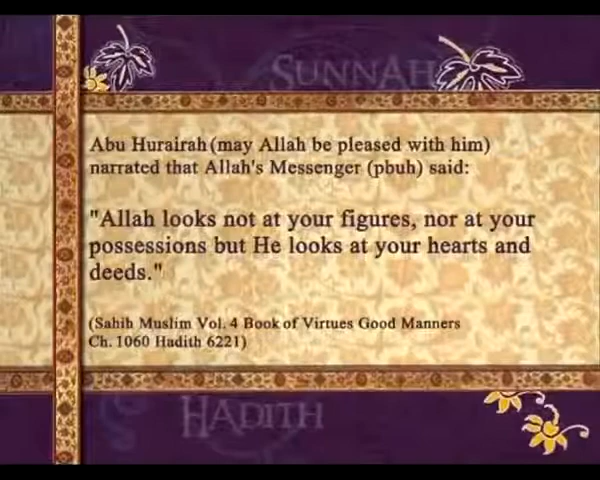 SUNNAH
Abu Hurairah (may Allah be pleased with him)
narrated that Allah's Messenger (pbuh) said:
"Allah looks not at your figures, nor at your
possessions but He looks at your hearts and
deeds."
(Sahih Muslim Vol. 4 Book of Virtues Good Manners
Ch. 1060 Hadith 6221)
HADITH